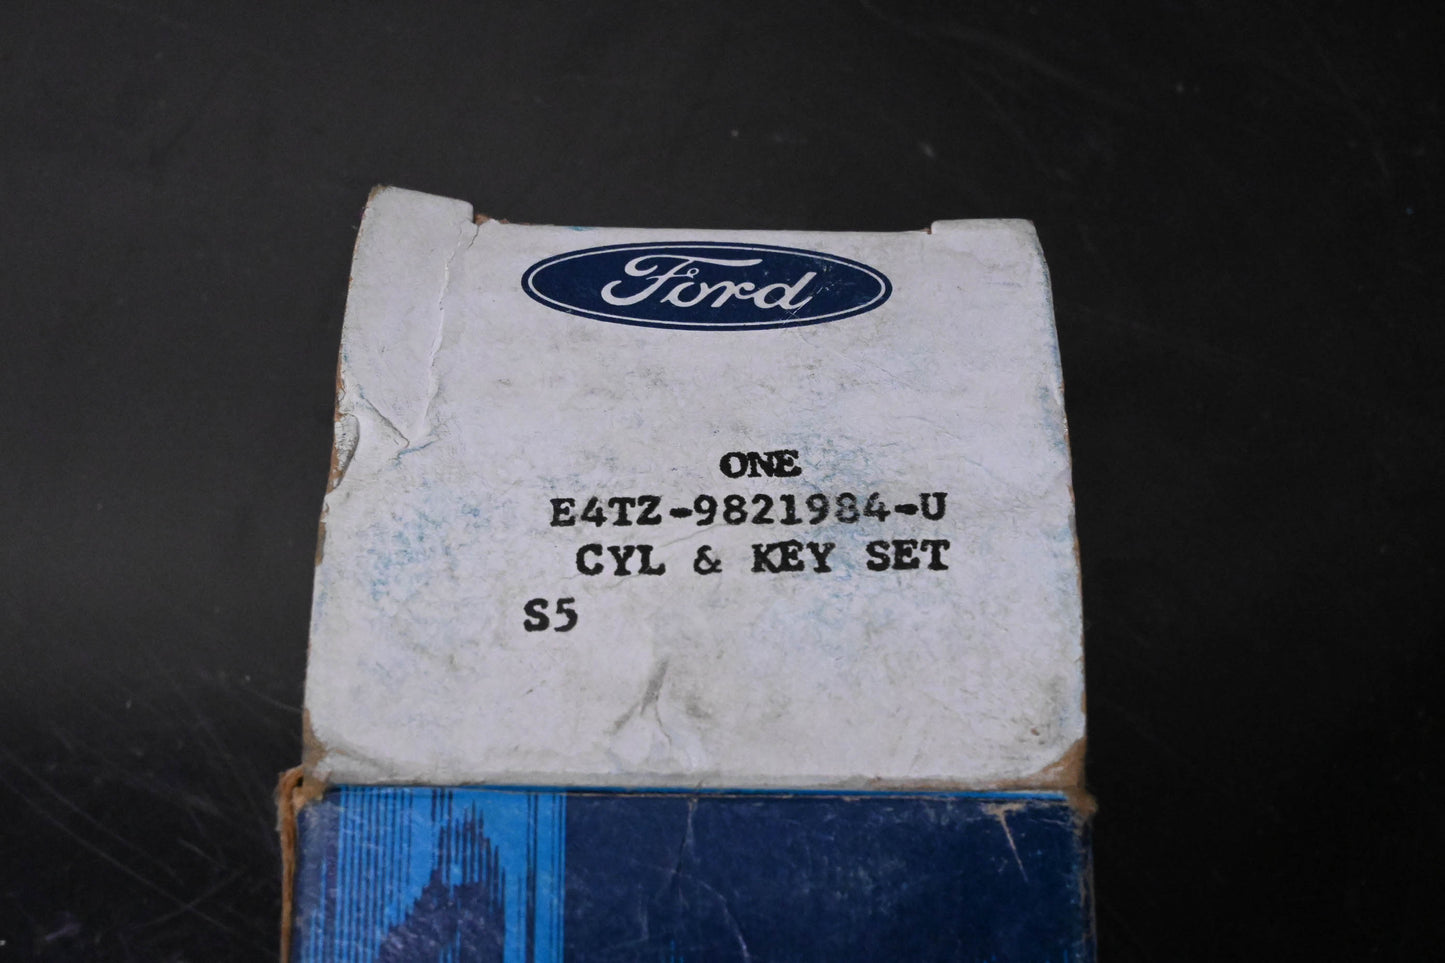 Ford
ONE
E4TZ-9821984-U
CYL & KEY SET
S5